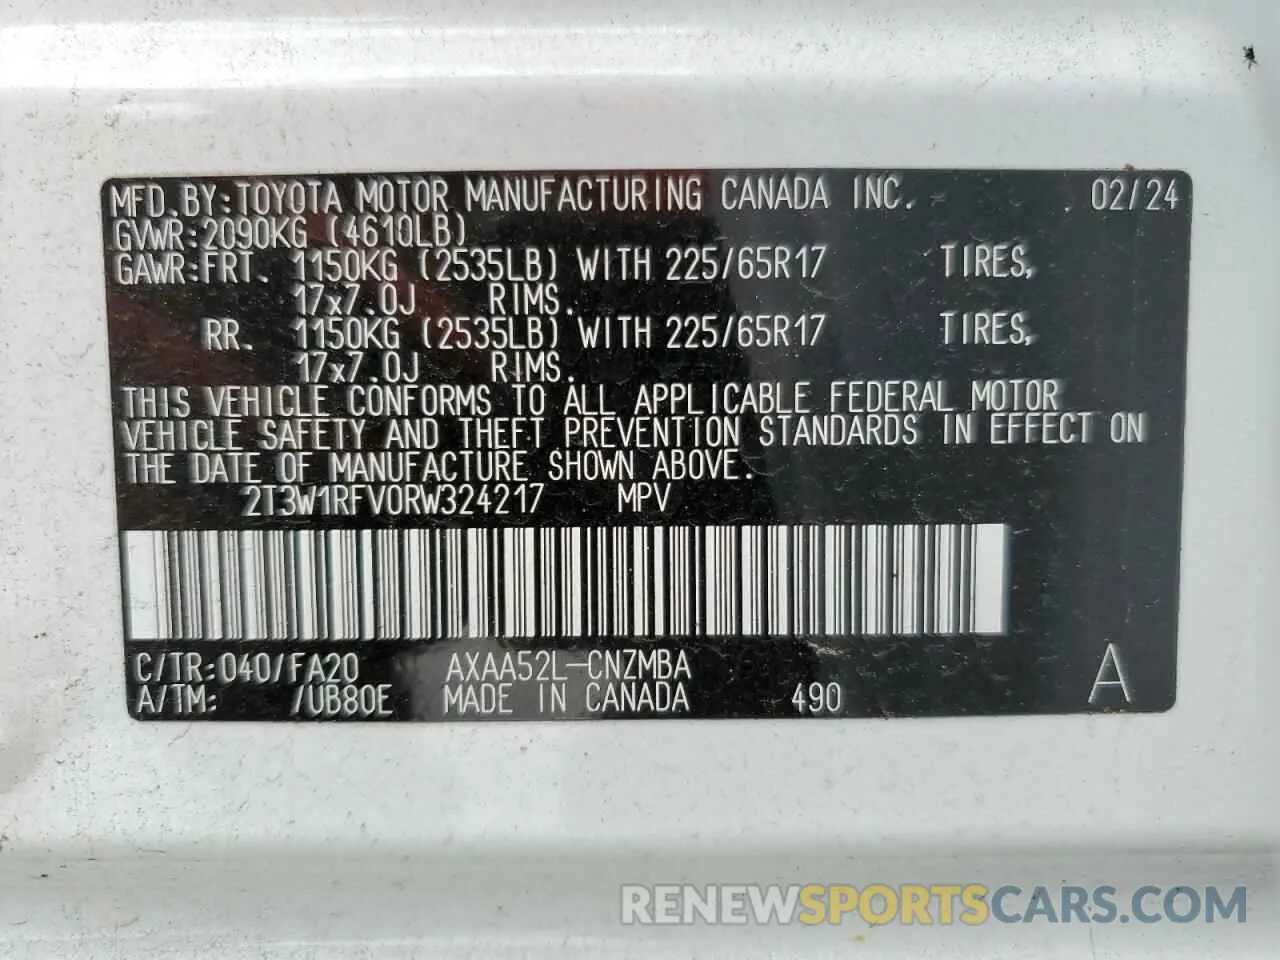 MFD.BY:TOYOTA MOTOR MANUFACTURING CANADA INC. 02/24
GVWR:2090KG (4610LB)
GAWR:FRT. 1150KG (2535LB) WITH 225/65R17 TIRES,
17x7.0J RIMS.
RR. 1150KG (2535LB) WITH 225/65R17 TIRES,
17x7.0J RIMS.
THIS VEHICLE CONFORMS TO ALL APPLICABLE FEDERAL MOTOR
VEHICLE SAFETY AND THEFT PREVENTION STANDARDS IN EFFECT ON
THE DATE OF MANUFACTURE SHOWN ABOVE.
2T3W1RFV0RW324217 MPV
C/TR:040/FA20 AXAA52L-CNZMBA A
A/TM: /UB80E MADE IN CANADA 490
RENEWSPORTSCARS.COM